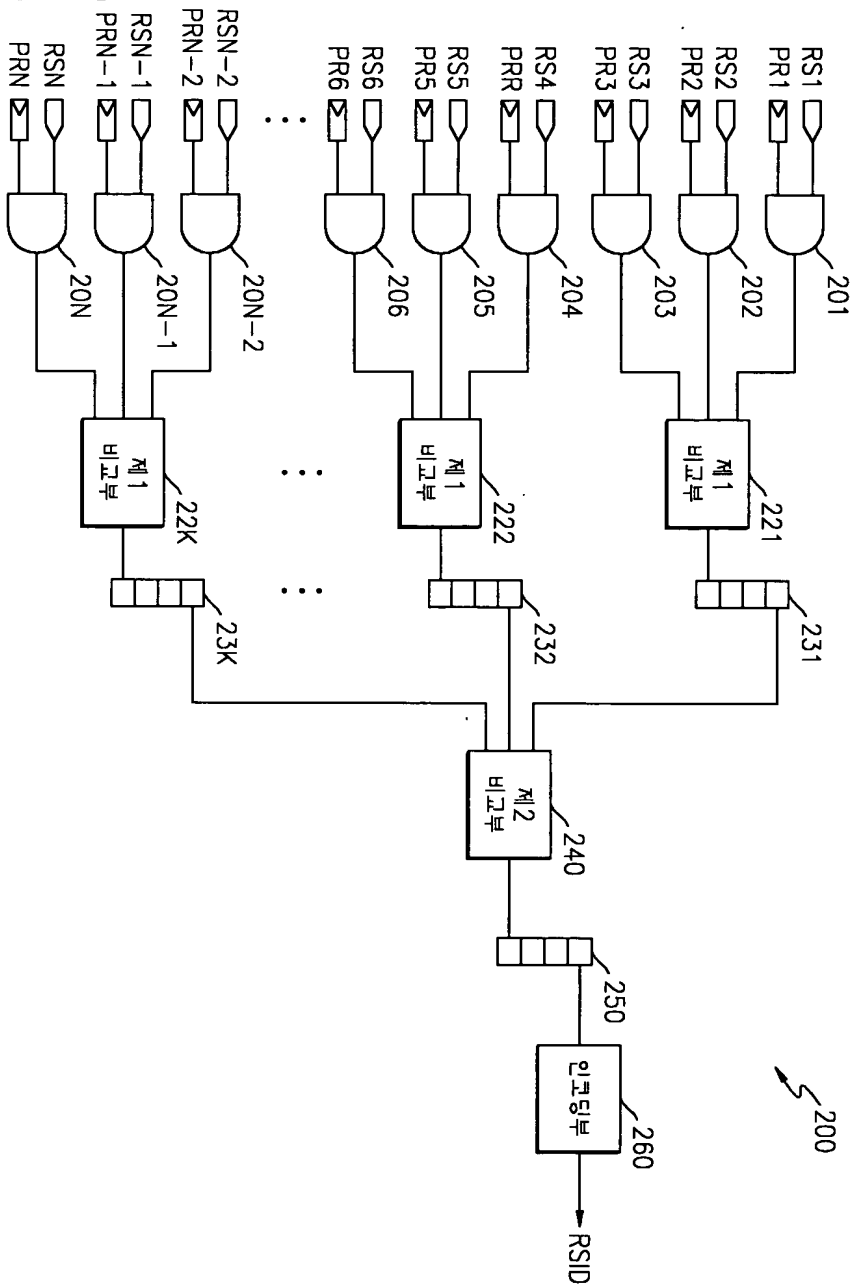 RS1
PR1
RS2
PR2
RS3
PR3
RS4
PRR
RS5
PR5
RS6
PR6
...
RSN-2
PRN-2
RSN-1
PRN-1
RSN
PRN
201
202
203
204
205
206
20N-2
20N-1
20N
제1
비교부
221
제1
비교부
222
...
제1
비교부
22K
231
232
...
23K
제2
비교부
240
250
인코딩부
260
RSID
200